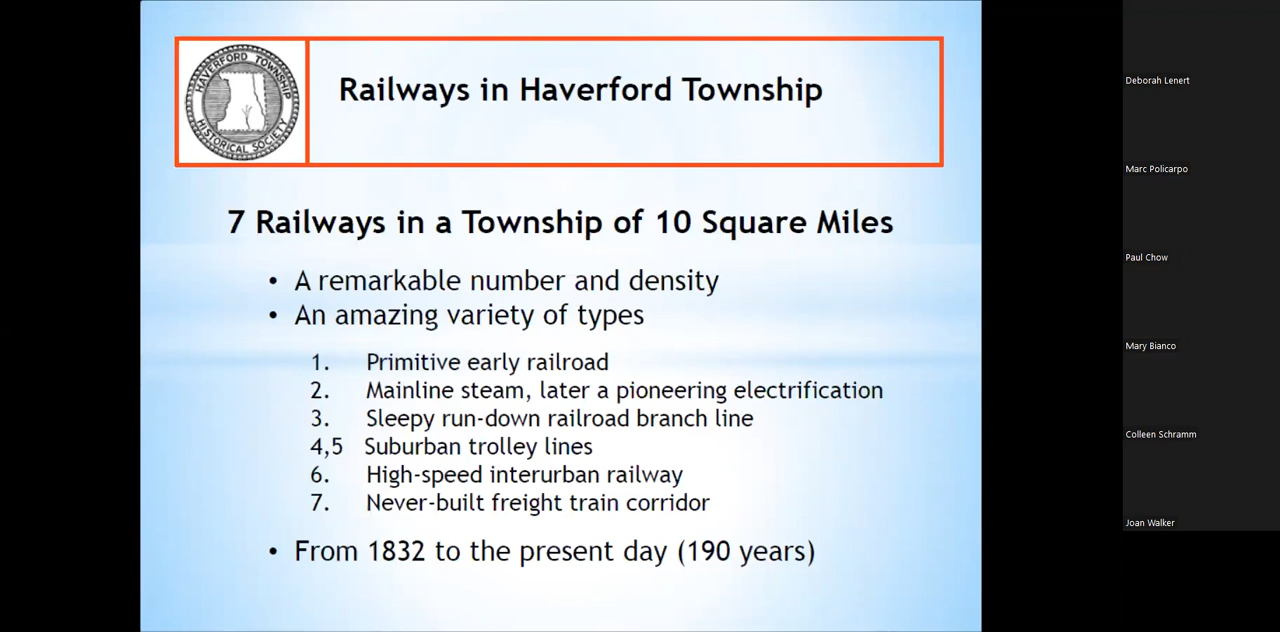 HAVERFORD TOWNSHIP
HISTORICAL SOCIETY
Railways in Haverford Township
7 Railways in a Township of 10 Square Miles
• A remarkable number and density
• An amazing variety of types
1. Primitive early railroad
2. Mainline steam, later a pioneering electrification
3. Sleepy run-down railroad branch line
4,5 Suburban trolley lines
6. High-speed interurban railway
7. Never-built freight train corridor
• From 1832 to the present day (190 years)
Deborah Lenert
Marc Policarpo
Paul Chow
Mary Bianco
Colleen Schramm
Joan Walker